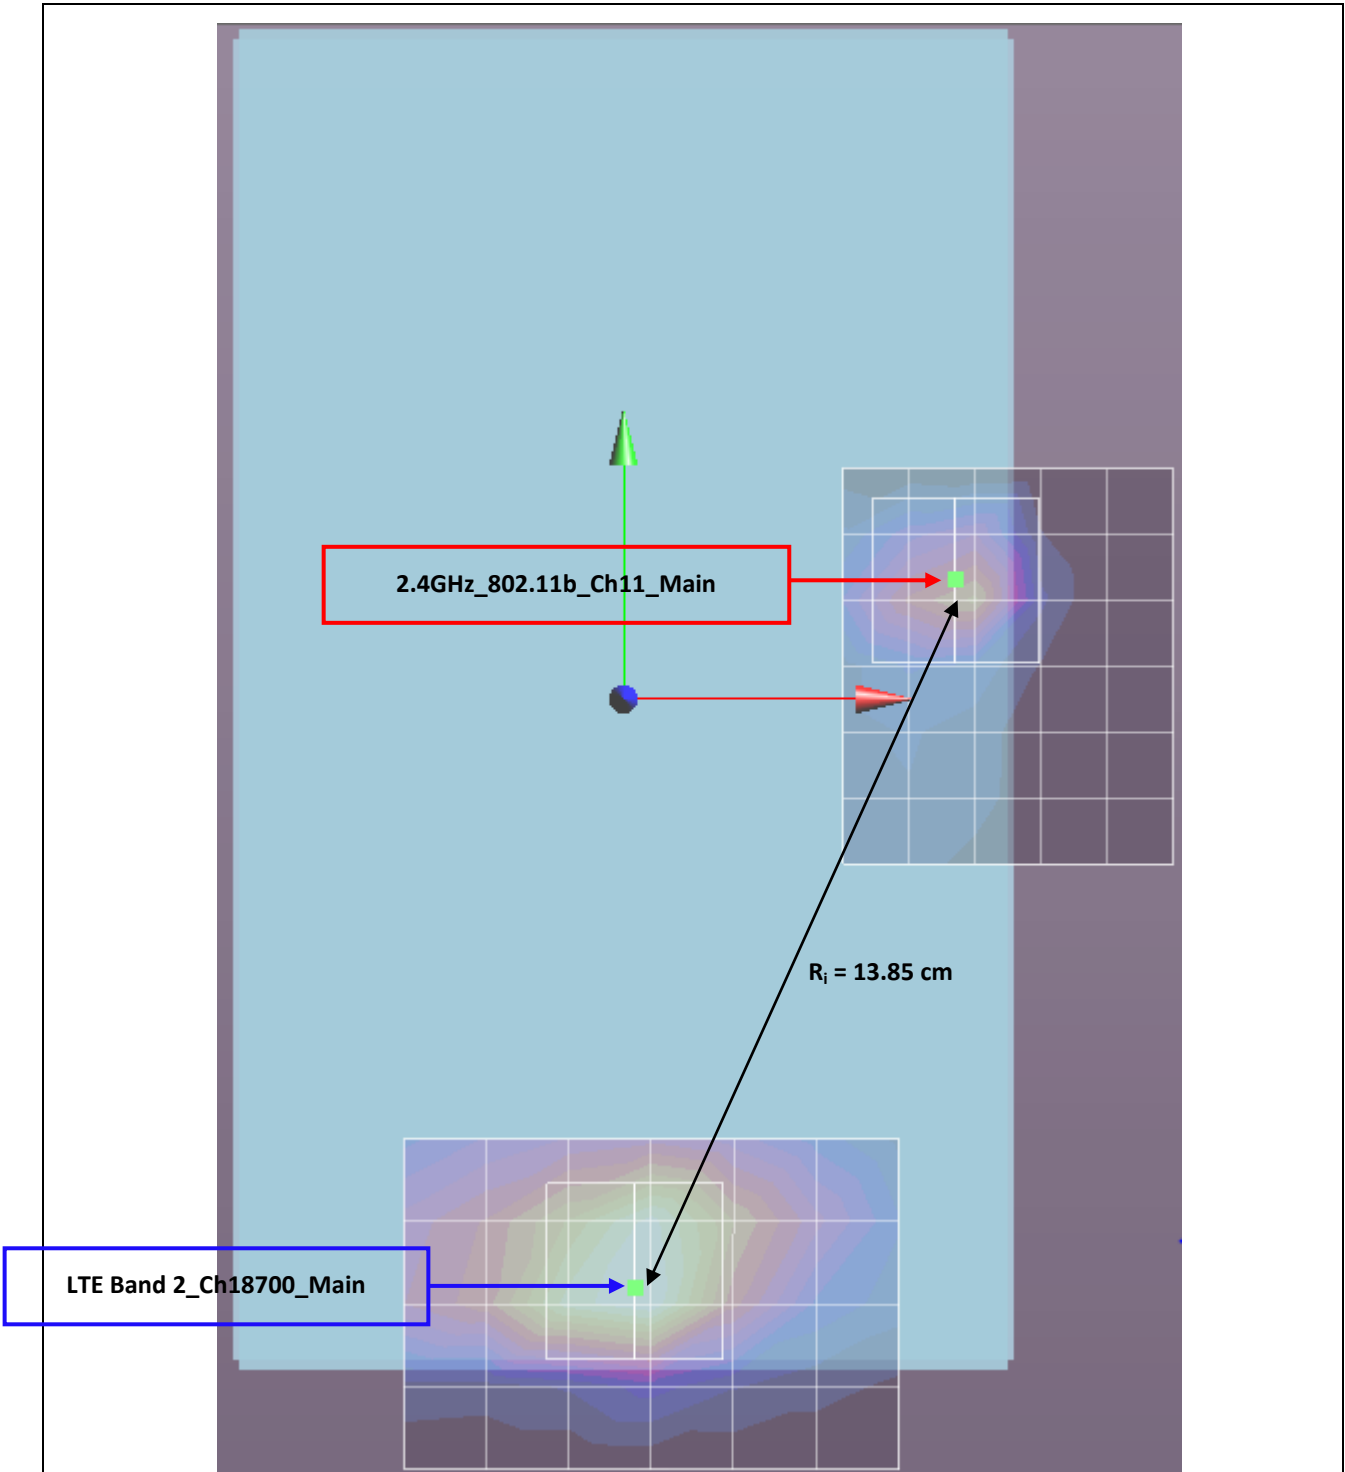 2.4GHz_802.11b_Ch11_Main
Ri = 13.85 cm
LTE Band 2_Ch18700_Main